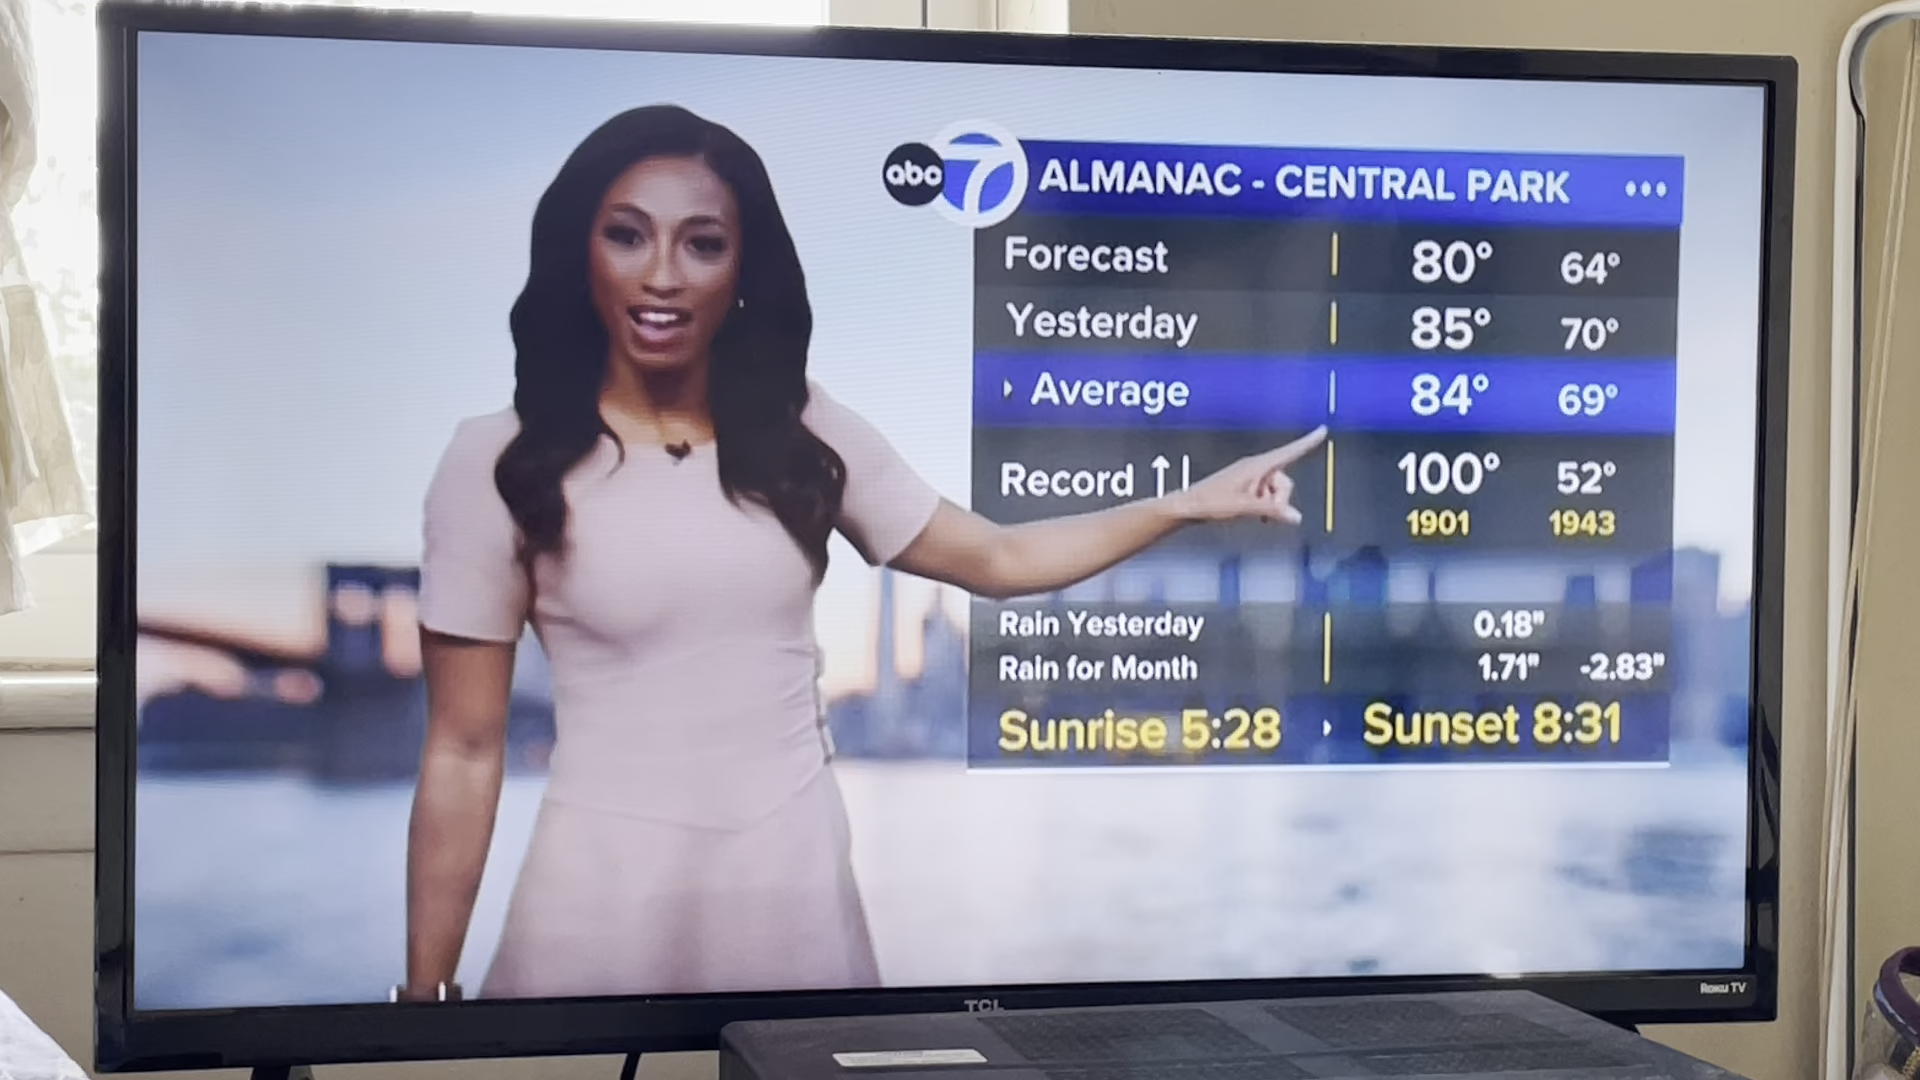 abc 7 ALMANAC - CENTRAL PARK
Forecast 80° 64°
Yesterday 85° 70°
Average 84° 69°
Record ↑ 100° 52°
1901 1943
Rain Yesterday 0.18"
Rain for Month 1.71" -2.83"
Sunrise 5:28 Sunset 8:31
TCL
Roku TV